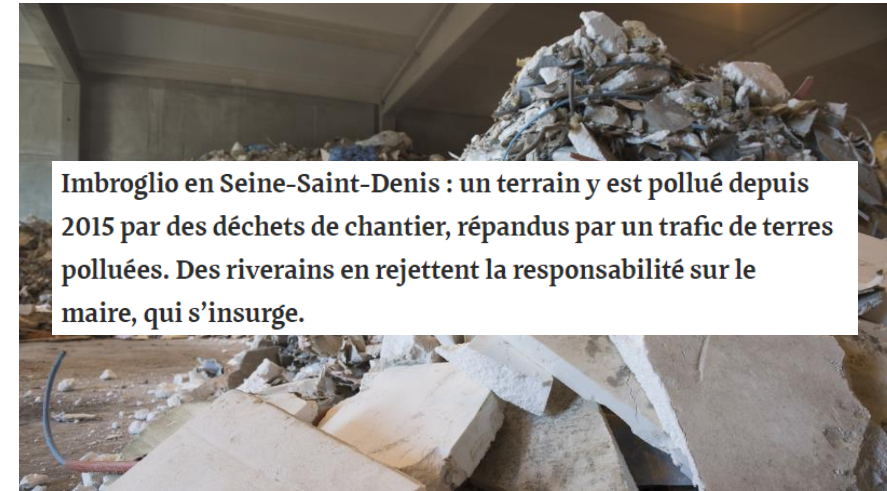 Imbroglio en Seine-Saint-Denis : un terrain y est pollué depuis
2015 par des déchets de chantier, répandus par un trafic de terres
polluées. Des riverains en rejettent la responsabilité sur le
maire, qui s’insurge.